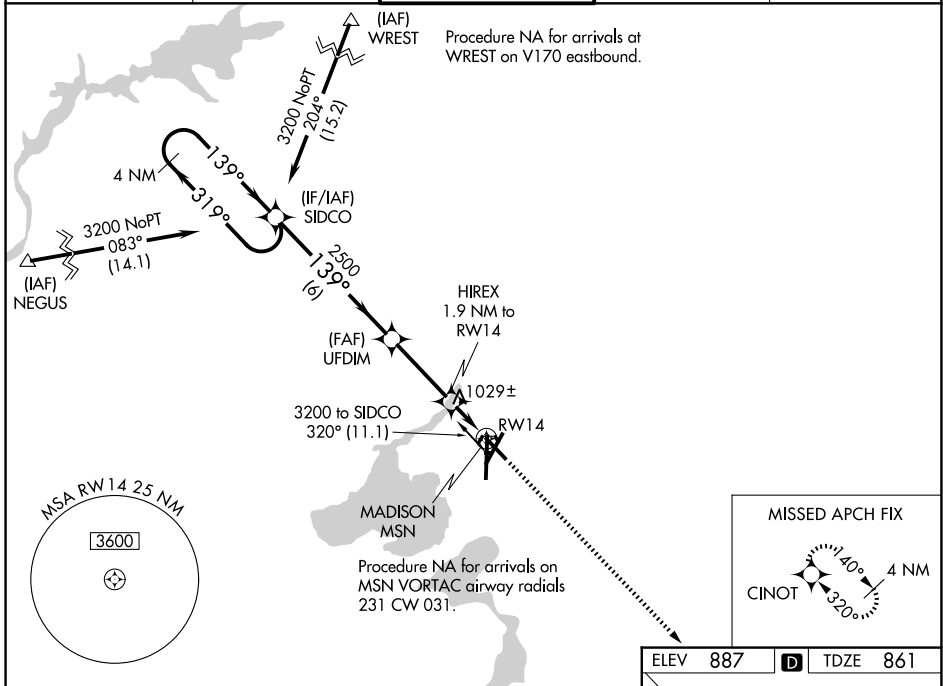 (IAF)
WREST
Procedure NA for arrivals at
WREST on V170 eastbound.
3200 NoPT
204°
(15.2)
4 NM
139°
319°
(IF/IAF)
SIDCO
3200 NoPT
083°
(14.1)
(IAF)
NEGUS
2500
139°
(6)
HIREX
1.9 NM to
RW14
(FAF)
UFDIM
1029±
3200 to SIDCO
320° (11.1)
RW14
MSA RW14 25 NM
3600
MADISON
MSN
Procedure NA for arrivals on
MSN VORTAC airway radials
231 CW 031.
MISSED APCH FIX
140°
4 NM
CINOT
320°
ELEV 887 D TDZE 861